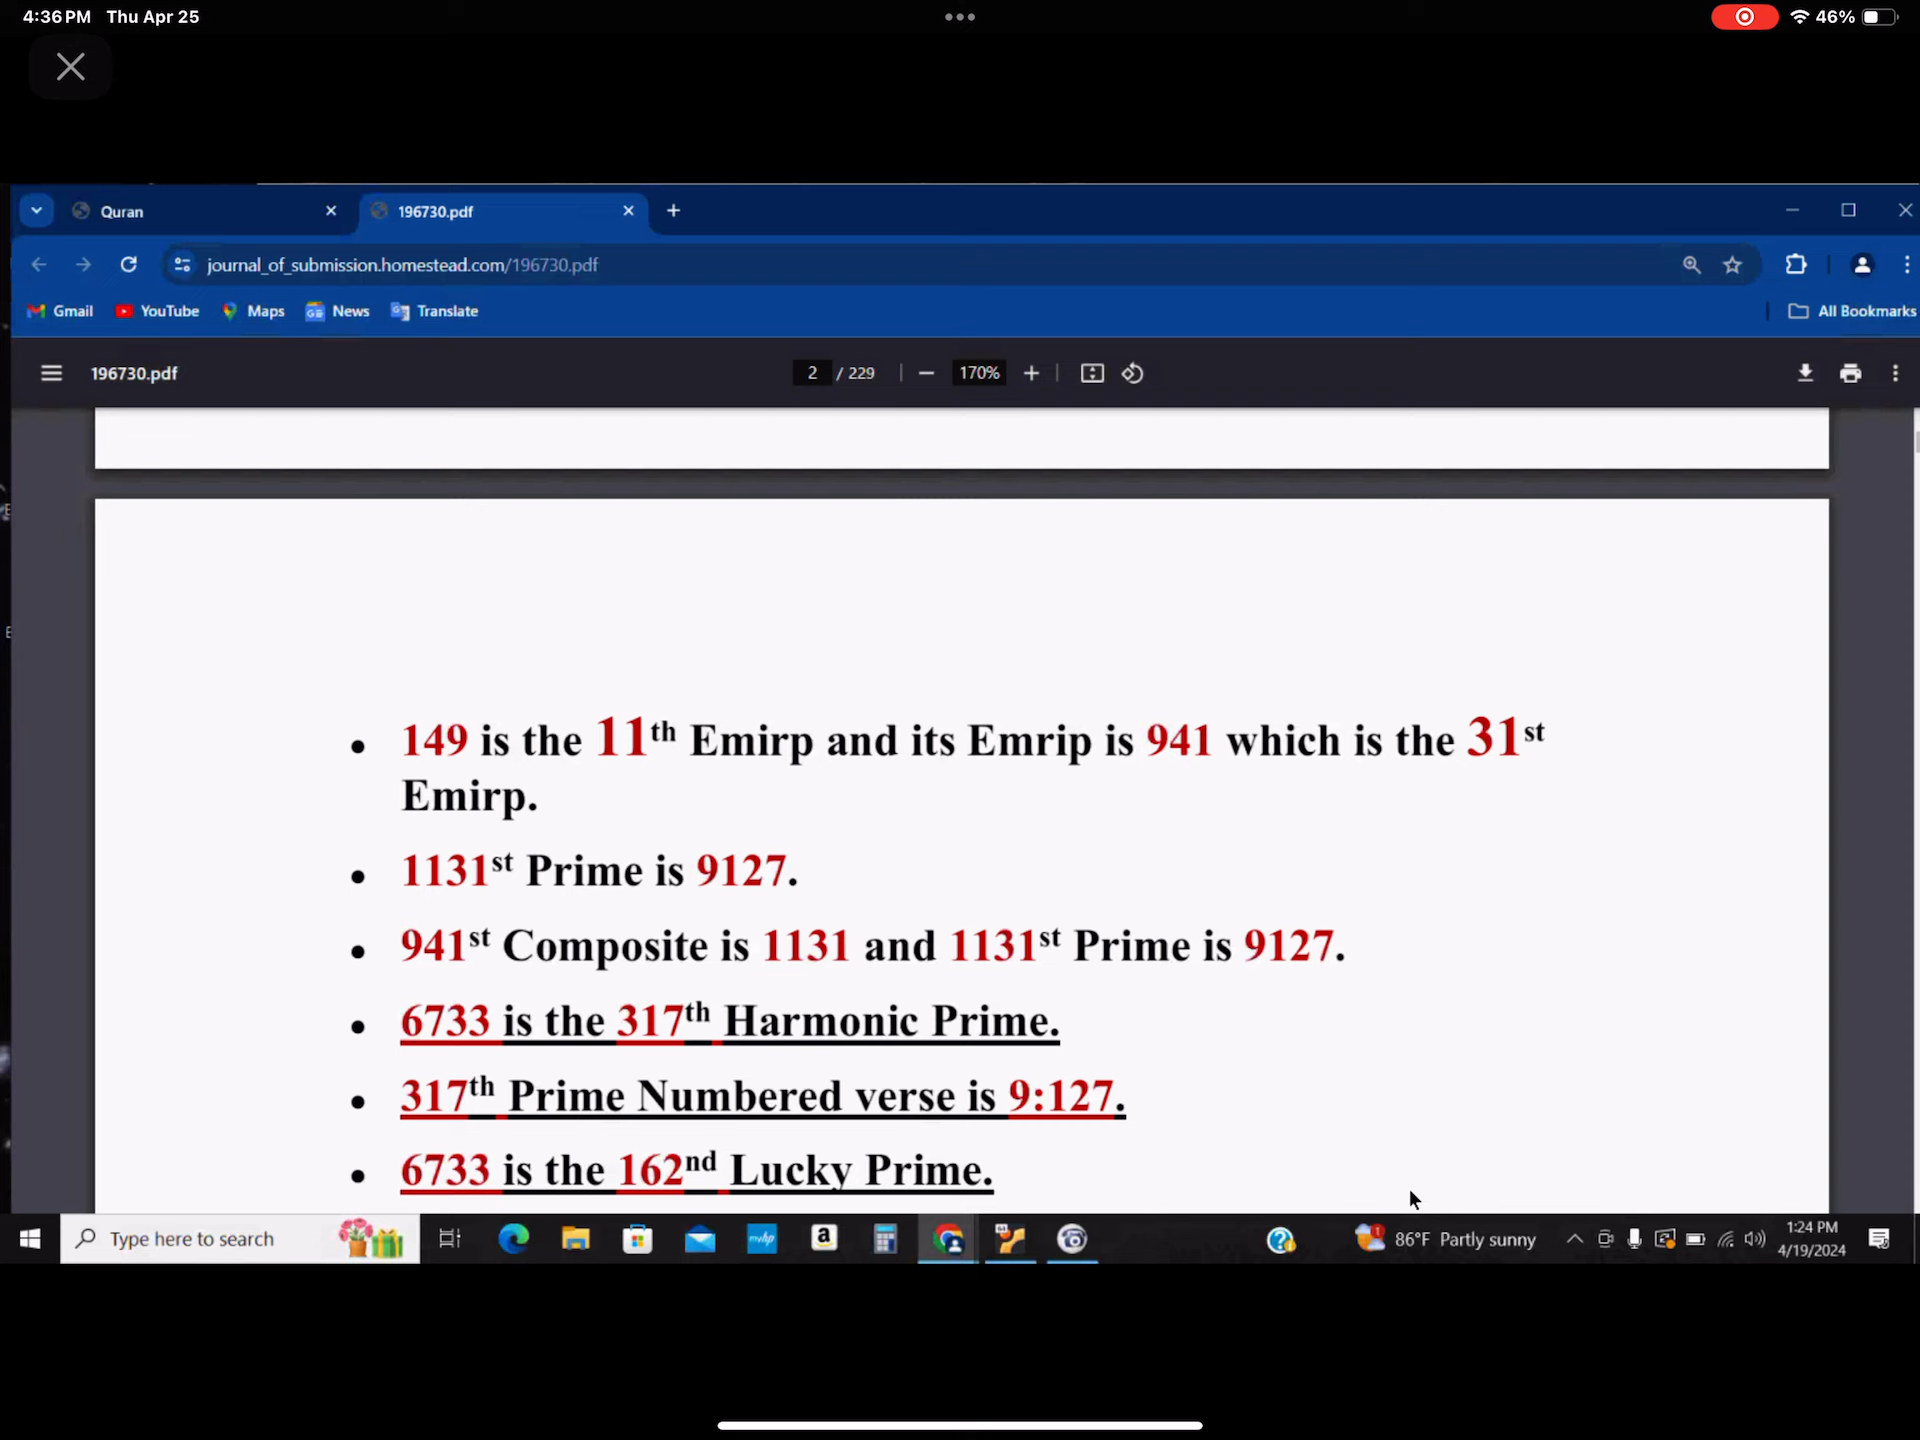 4:36 PM Thu Apr 25
46%
Quran
196730.pdf
journal_of_submission.homestead.com/196730.pdf
Gmail YouTube Maps News Translate All Bookmarks
196730.pdf 2 / 229 170%
• 149 is the 11th Emirp and its Emrip is 941 which is the 31st
Emirp.
• 1131st Prime is 9127.
• 941st Composite is 1131 and 1131st Prime is 9127.
• 6733 is the 317th Harmonic Prime.
• 317th Prime Numbered verse is 9:127.
• 6733 is the 162nd Lucky Prime.
Type here to search
86°F Partly sunny
1:24 PM
4/19/2024